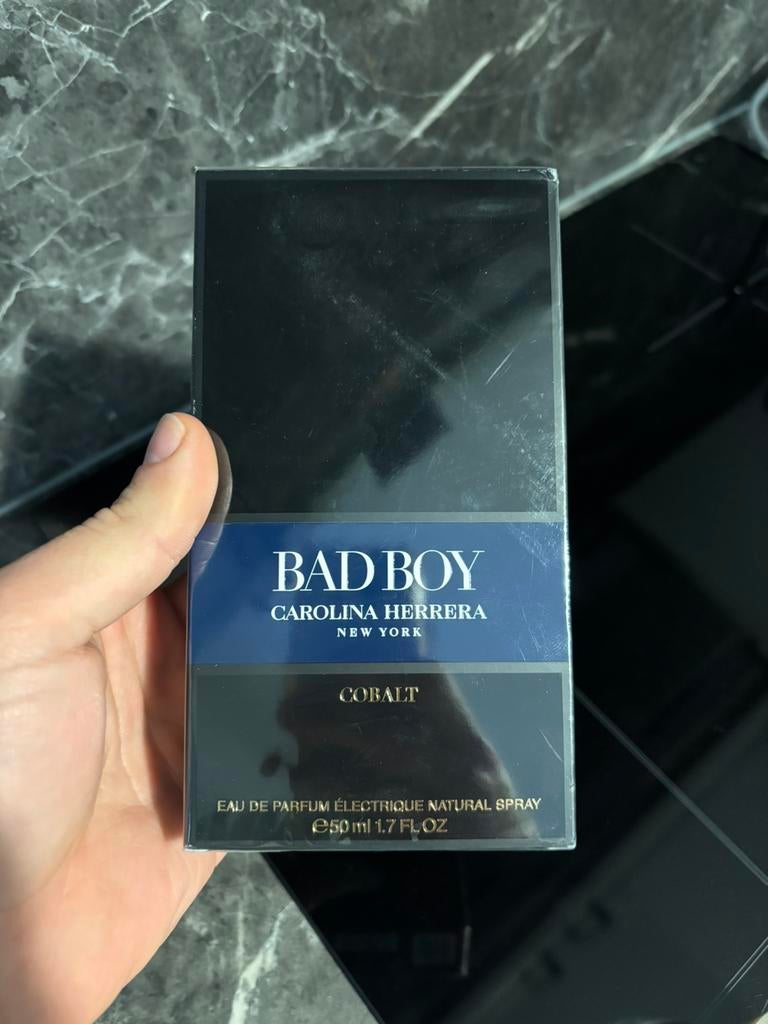 BAD BOY
CAROLINA HERRERA
NEW YORK
COBALT
EAU DE PARFUM ÉLECTRIQUE NATURAL SPRAY
℮50 ml 1.7 FL OZ